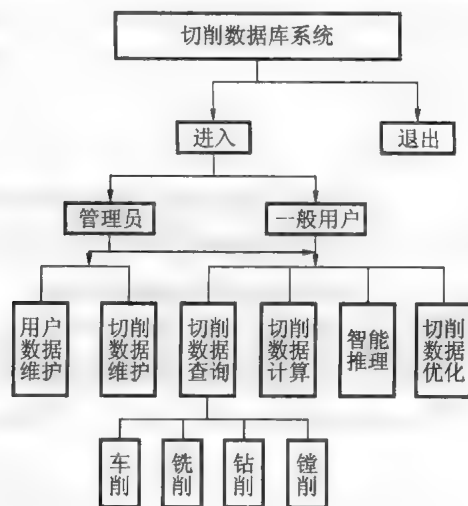 切削数据库系统
进入
退出
管理员
一般用户
用户
数据
维护
切削
数据
维护
切削
数据
查询
切削
数据
计算
智能
推理
切削
数据
优化
车
削
铣
削
钻
削
镗
削